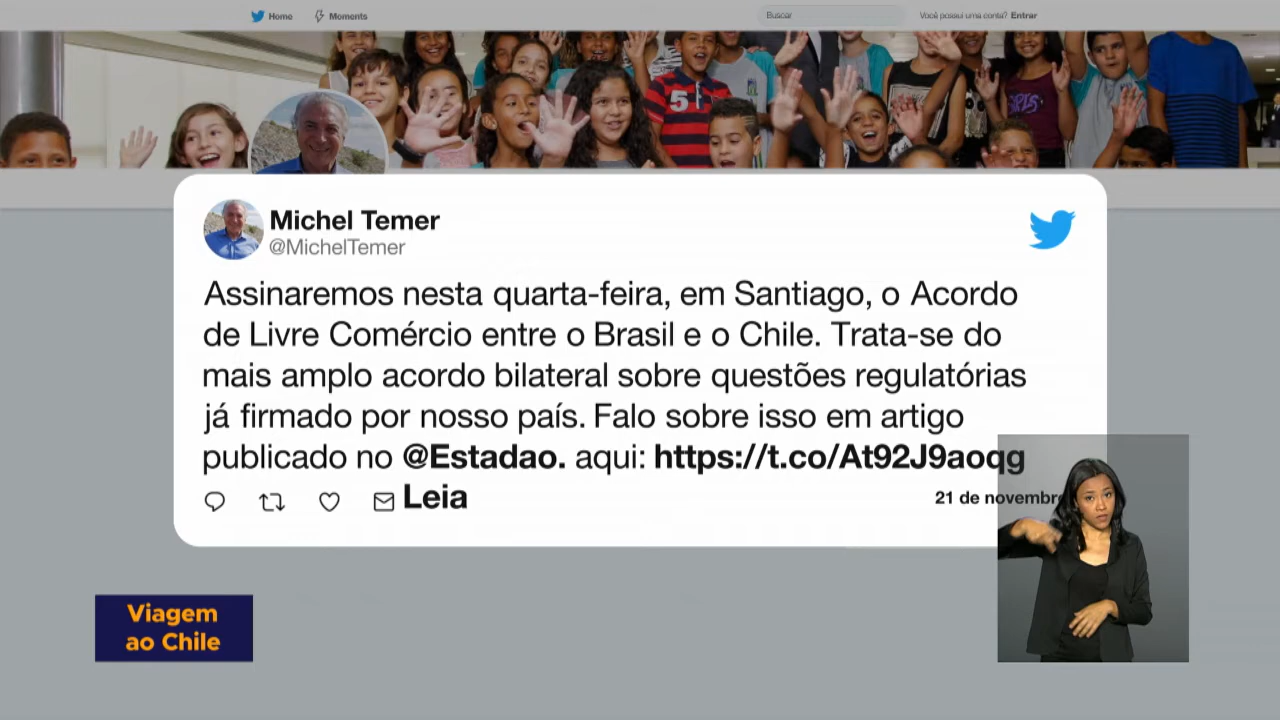 Home Moments Buscar Você possui uma conta? Entrar
5
Michel Temer
@MichelTemer
Assinaremos nesta quarta-feira, em Santiago, o Acordo
de Livre Comércio entre o Brasil e o Chile. Trata-se do
mais amplo acordo bilateral sobre questões regulatórias
já firmado por nosso país. Falo sobre isso em artigo
publicado no @Estadao. aqui: https://t.co/At92J9aoqg
Leia
21 de novembro
Viagem
ao Chile